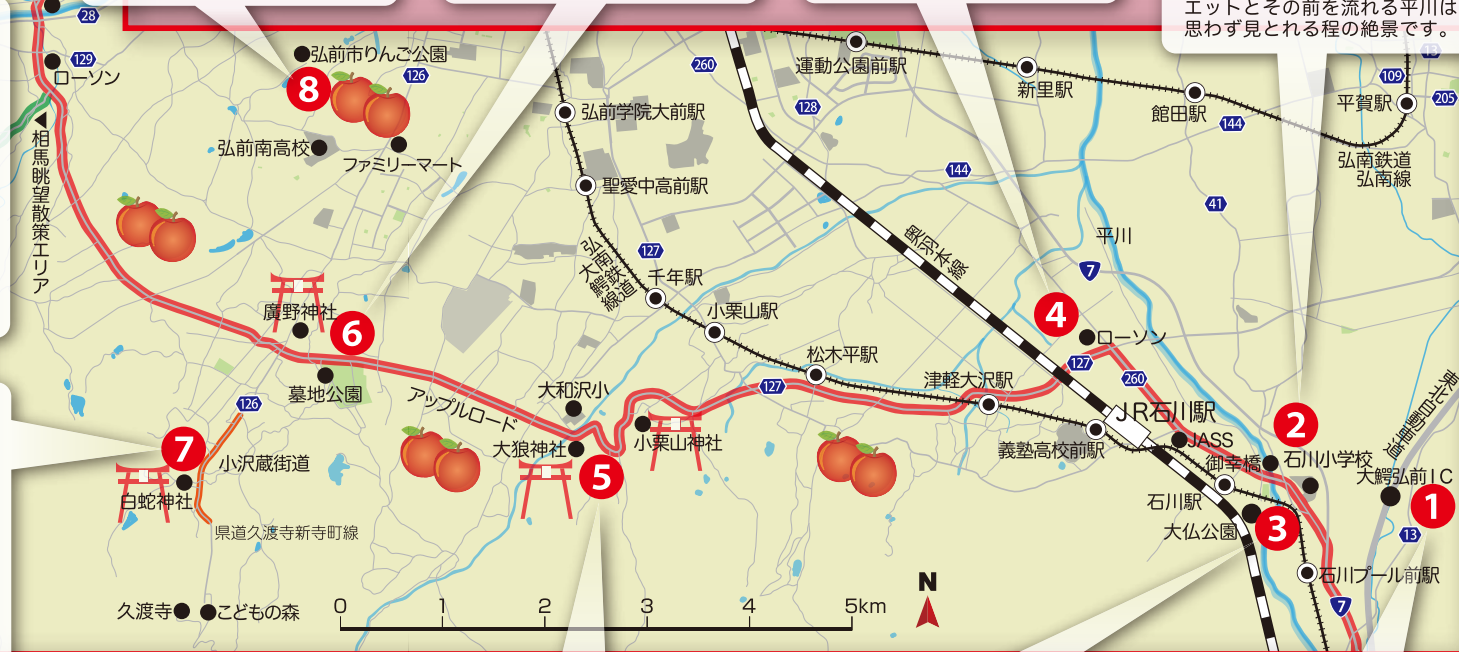 エットとその前を流れる平川は
思わず見とれる程の絶景です。
28
129
ローソン
相馬眺望散策エリア
弘前市りんご公園
8
126
弘前南高校
ファミリーマート
弘前学院大前駅
聖愛中高前駅
弘南鉄道
大鰐線
127
千年駅
小栗山駅
松木平駅
津軽大沢駅
義塾高校前駅
260
128
運動公園前駅
新里駅
館田駅
144
144
13
109
205
平賀駅
弘南鉄道
弘南線
41
平川
7
奥羽本線
4
ローソン
127
260
JR石川駅
JASS
御幸橋
石川小学校
2
東北自動車道
大鰐弘前IC
1
13
石川駅
大仏公園
3
石川プール前駅
7
廣野神社
6
墓地公園
アップルロード
大和沢小
大狼神社
5
小栗山神社
127
126
7
小沢蔵街道
白蛇神社
県道久渡寺新寺町線
久渡寺
こどもの森
0 1 2 3 4 5km
N